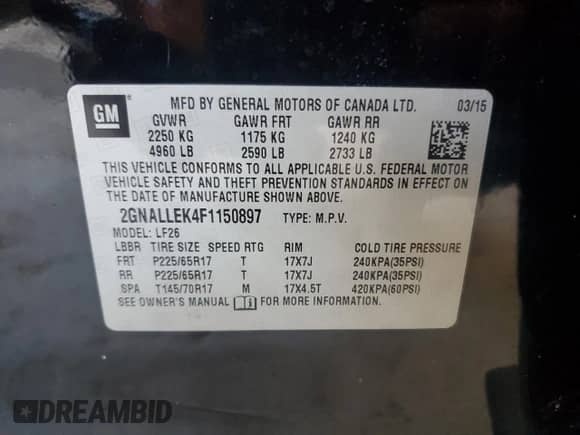 GM
MFD BY GENERAL MOTORS OF CANADA LTD. 03/15
GVWR GAWR FRT GAWR RR
2250 KG 1175 KG 1240 KG
4960 LB 2590 LB 2733 LB
THIS VEHICLE CONFORMS TO ALL APPLICABLE U.S. FEDERAL MOTOR
VEHICLE SAFETY AND THEFT PREVENTION STANDARDS IN EFFECT ON
THE DATE OF MANUFACTURE SHOWN ABOVE.
2GNALLEK4F1150897 TYPE: M.P.V.
MODEL: LF26
LBBR TIRE SIZE SPEED RTG RIM COLD TIRE PRESSURE
FRT P225/65R17 T 17X7J 240KPA(35PSI)
RR P225/65R17 T 17X7J 240KPA(35PSI)
SPA T145/70R17 M 17X4.5T 420KPA(60PSI)
SEE OWNER'S MANUAL FOR MORE INFORMATION
DREAMBID